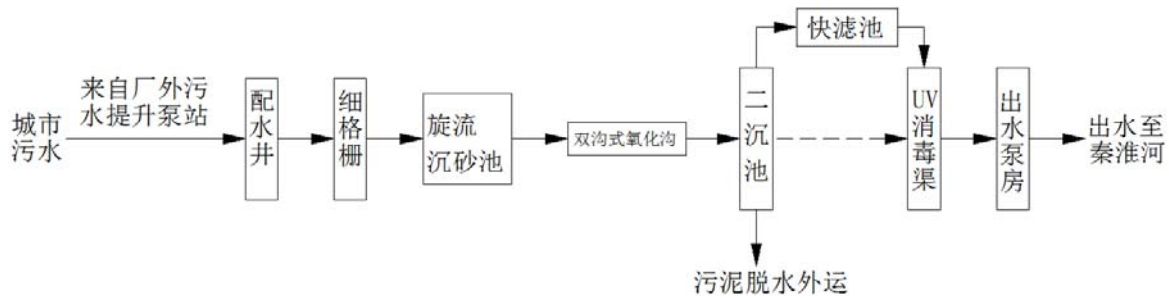 城市
污水
来自厂外污
水提升泵站
配水井
细格栅
旋流
沉砂池
双沟式氧化沟
二沉池
快滤池
UV消毒渠
出水泵房
出水至
秦淮河
污泥脱水外运